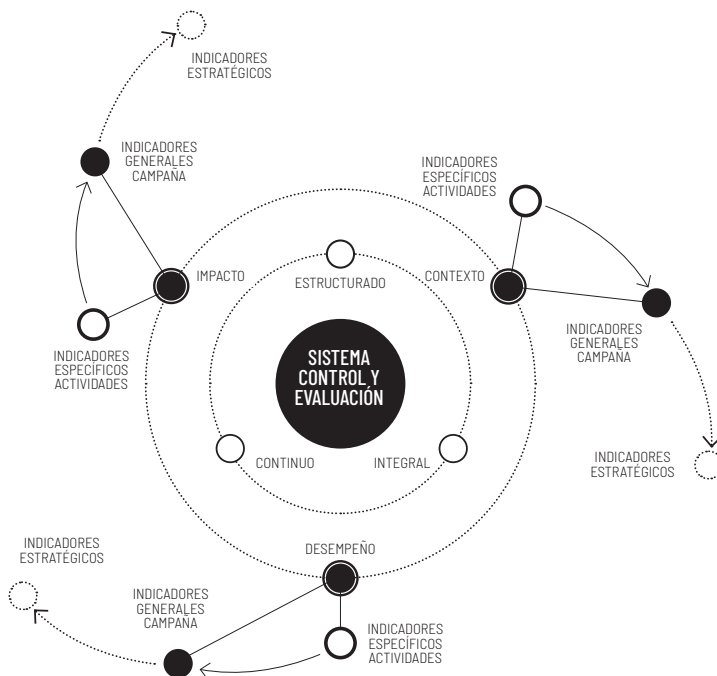 INDICADORES
ESTRATÉGICOS
INDICADORES
GENERALES
CAMPAÑA
INDICADORES
ESPECÍFICOS
ACTIVIDADES
IMPACTO
ESTRUCTURADO
CONTEXTO
INDICADORES
GENERALES
CAMPAÑA
INDICADORES
ESPECÍFICOS
ACTIVIDADES
SISTEMA
CONTROL Y
EVALUACIÓN
CONTINUO
INTEGRAL
INDICADORES
ESTRATÉGICOS
DESEMPEÑO
INDICADORES
ESTRATÉGICOS
INDICADORES
GENERALES
CAMPAÑA
INDICADORES
ESPECÍFICOS
ACTIVIDADES